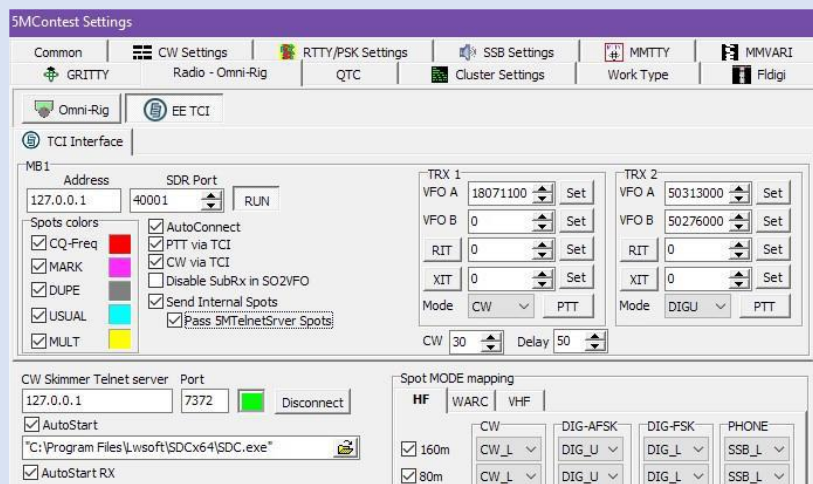 5MContest Settings
Common CW Settings RTTY/PSK Settings SSB Settings MMTTY MMVARI
GRITTY Radio - Omni-Rig QTC Cluster Settings Work Type Fldigi
Omni-Rig EE TCI
TCI Interface
MB1
Address SDR Port
127.0.0.1 40001 RUN
Spots colors
CQ-Freq
MARK
DUPE
USUAL
MULT
AutoConnect
PTT via TCI
CW via TCI
Disable SubRx in SO2VFO
Send Internal Spots
Pass 5MTelnetSrver Spots
TRX 1
VFO A 18071100 Set
VFO B 0 Set
RIT 0 Set
XIT 0 Set
Mode CW PTT
TRX 2
VFO A 50313000 Set
VFO B 50276000 Set
RIT 0 Set
XIT 0 Set
Mode DIGU PTT
CW 30 Delay 50
CW Skimmer Telnet server Port
127.0.0.1 7372 Disconnect
AutoStart
"C:\Program Files\Lwsoft\SDCx64\SDC.exe"
AutoStart RX
Spot MODE mapping
HF WARC VHF
CW DIG-AFSK DIG-FSK PHONE
160m CW_L DIG_U DIG_L SSB_L
80m CW_L DIG_U DIG_L SSB_L